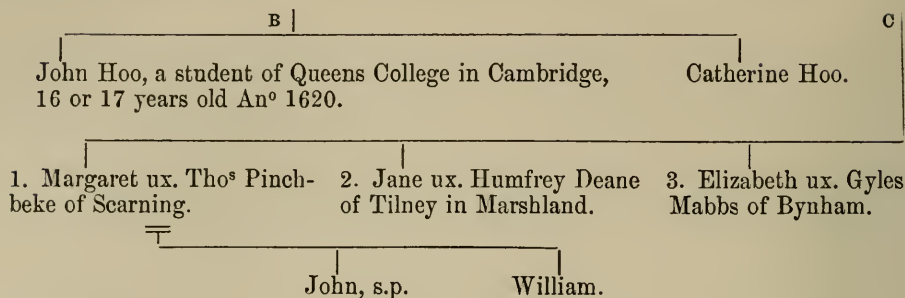 B C
John Hoo, a student of Queens College in Cambridge,
16 or 17 years old Anº 1620.
Catherine Hoo.
1. Margaret ux. Thoˢ Pinch-
beke of Scarning.
2. Jane ux. Humfrey Deane
of Tilney in Marshland.
3. Elizabeth ux. Gyles
Mabbs of Bynham.
John, s.p. William.